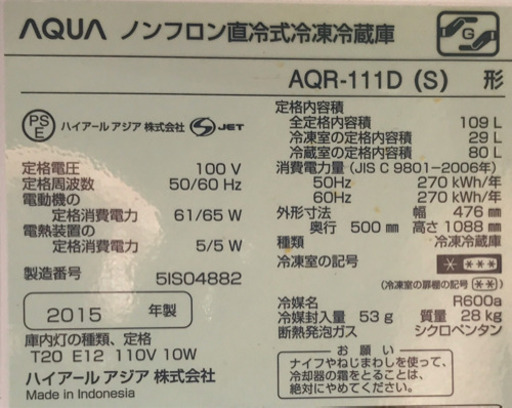 AQUA ノンフロン直冷式冷凍冷蔵庫
G
AQR-111D (S) 形
PS E ハイアール アジア 株式会社 S JET
定格電圧 100 V
定格周波数 50/60 Hz
電動機の
定格消費電力 61/65 W
電熱装置の
定格消費電力 5/5 W
製造番号 5IS04882
2015 年製
庫内灯の種類、定格
T20 E12 110V 10W
ハイアール アジア 株式会社
Made in Indonesia
定格内容積
全定格内容積 109 L
冷凍室の定格内容積 29 L
冷蔵室の定格内容積 80 L
消費電力量 (JIS C 9801-2006年)
50Hz 270 kWh/年
60Hz 270 kWh/年
外形寸法 幅 476 ㎜
奥行 500 ㎜ 高さ 1088 ㎜
種類 冷凍冷蔵庫
冷凍室の記号 * ***
(冷凍室の扉棚の記号 **)
冷媒名 R600a
冷媒封入量 53 g 質量 28 kg
断熱発泡ガス シクロペンタン
お 願 い
ナイフやねじまわしを使って、
冷却器の霜をとることは、
絶対にやめてください。